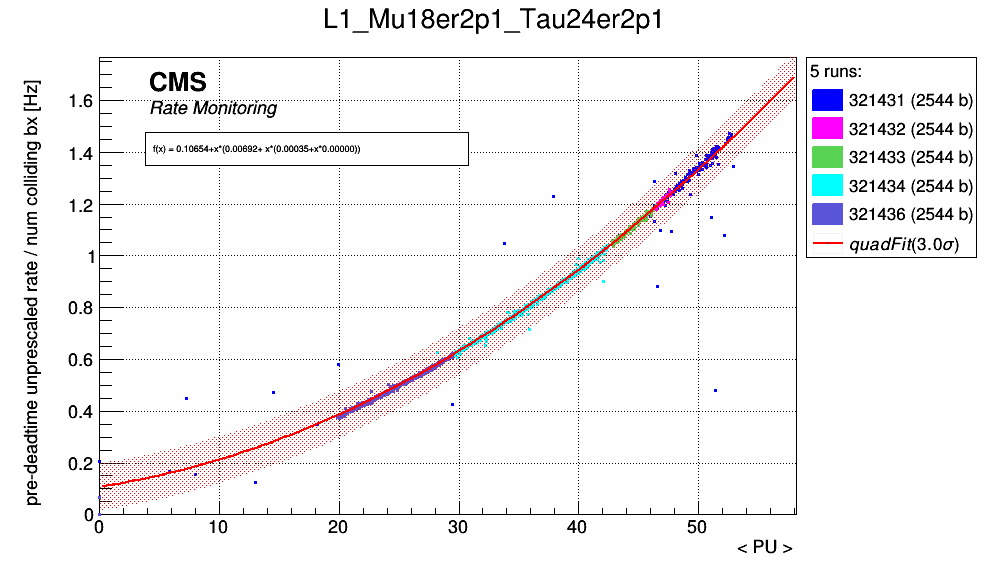 L1_Mu18er2p1_Tau24er2p1
pre-deadtime unprescaled rate / num colliding bx [Hz]
CMS
Rate Monitoring
f(x) = 0.10654+x*(0.00692+ x*(0.00035+x*0.00000))
1.6
1.4
1.2
1
0.8
0.6
0.4
0.2
0
0 10 20 30 40 50
< PU >
5 runs:
321431 (2544 b)
321432 (2544 b)
321433 (2544 b)
321434 (2544 b)
321436 (2544 b)
quadFit(3.0σ)